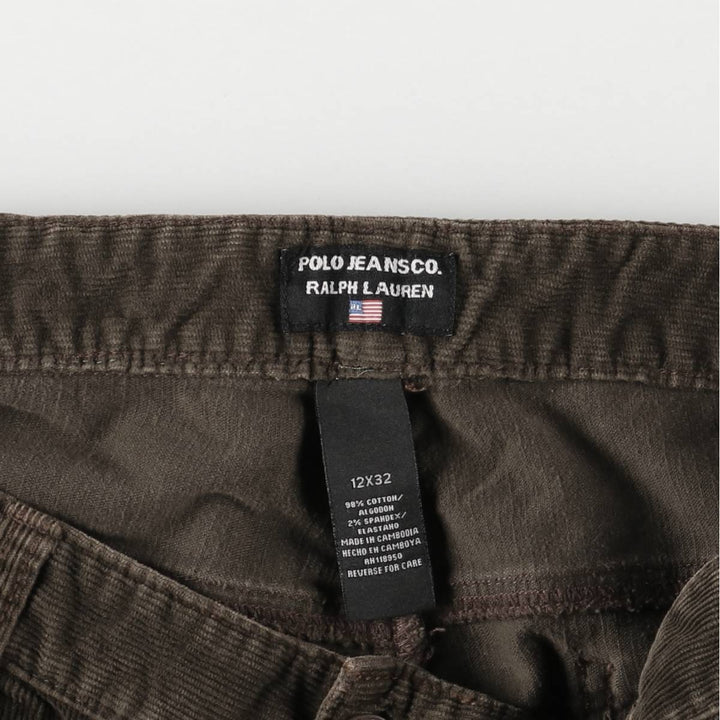 POLO JEANS CO.
RALPH LAUREN
RL
12X32
98% COTTON/
ALGODON
2% SPANDEX/
ELASTANO
MADE IN CAMBODIA
HECHO EN CAMBOYA
RN118950
REVERSE FOR CARE